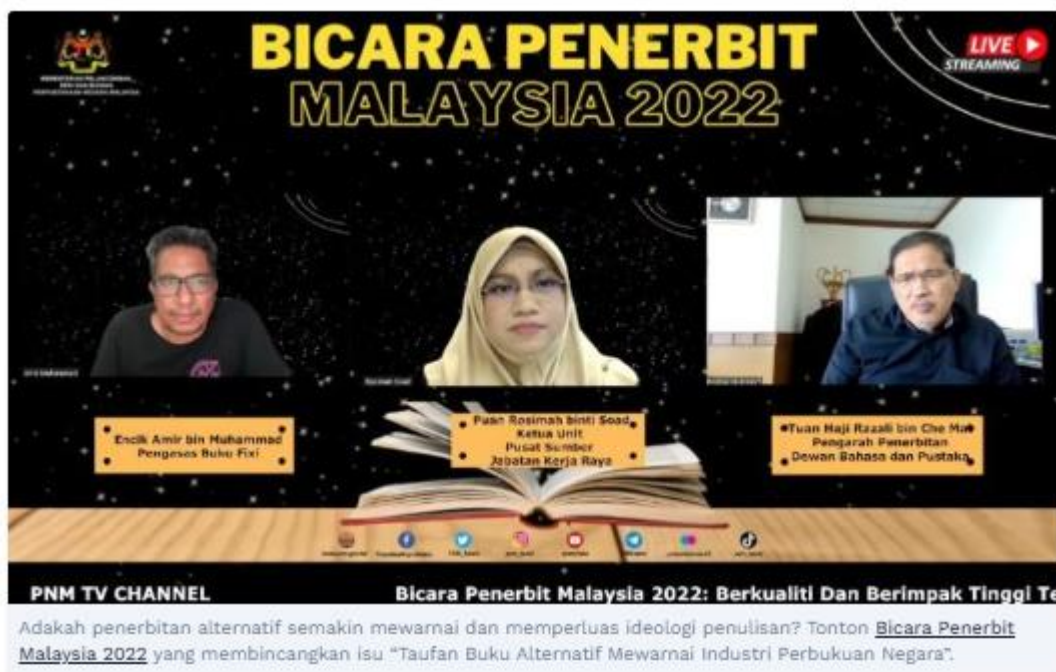 BICARA PENERBIT
MALAYSIA 2022
LIVE
STREAMING
Encik Amir bin Muhammad
Pengasas Buku Fixi
Puan Rosimah binti Soad
Ketua Unit
Pusat Sumber
Jabatan Kerja Raya
Tuan Haji Razali bin Che Mat
Pengarah Penerbitan
Dewan Bahasa dan Pustaka
PNM TV CHANNEL
Bicara Penerbit Malaysia 2022: Berkualiti Dan Berimpak Tinggi Te
Adakah penerbitan alternatif semakin mewarnai dan memperluas ideologi penulisan? Tonton Bicara Penerbit
Malaysia 2022 yang membincangkan isu “Taufan Buku Alternatif Mewarnai Industri Perbukuan Negara”.